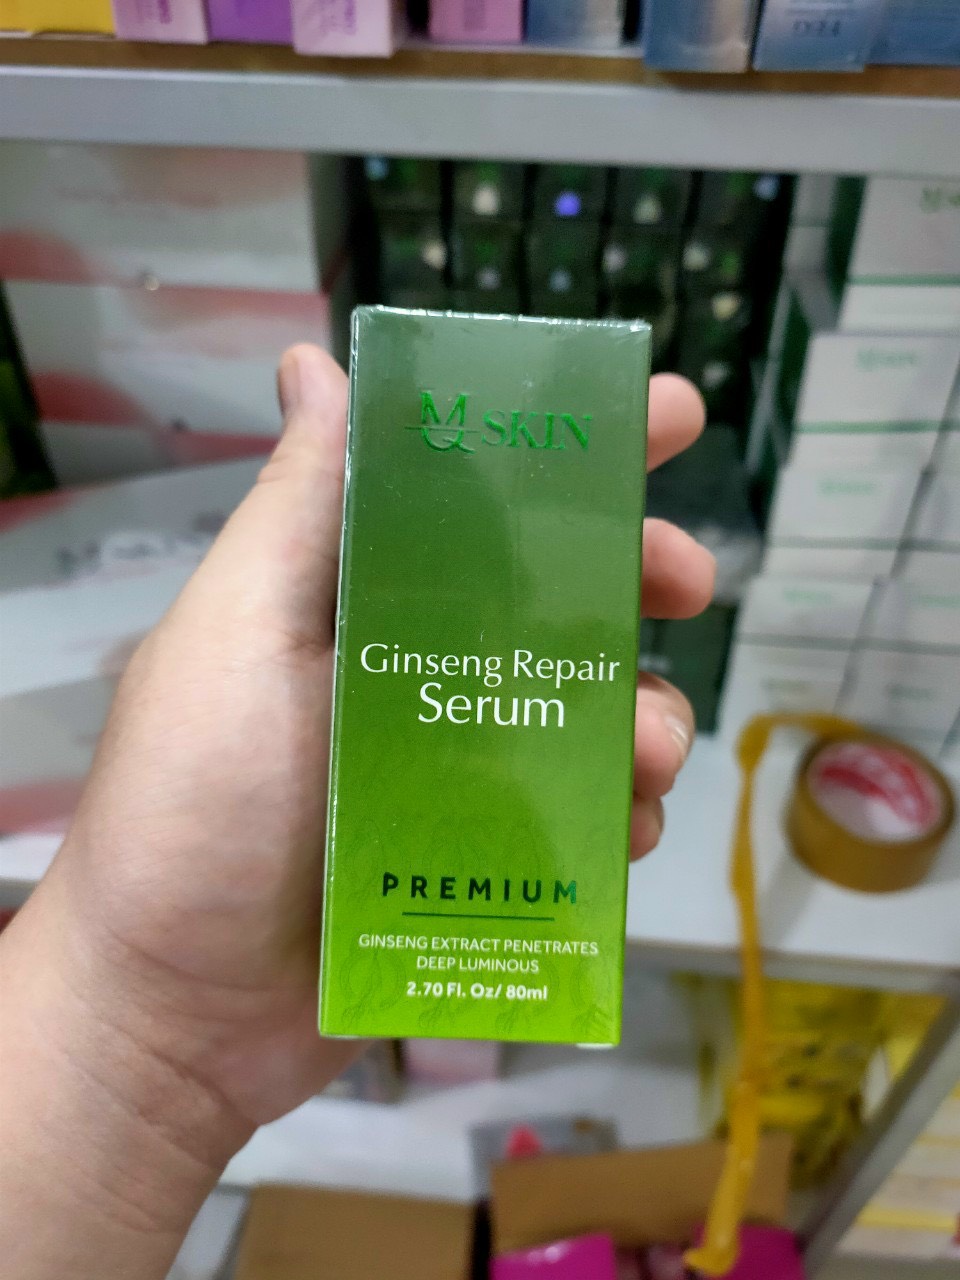 MQ SKIN
Ginseng Repair
Serum
PREMIUM
GINSENG EXTRACT PENETRATES
DEEP LUMINOUS
2.70 Fl. Oz/ 80ml